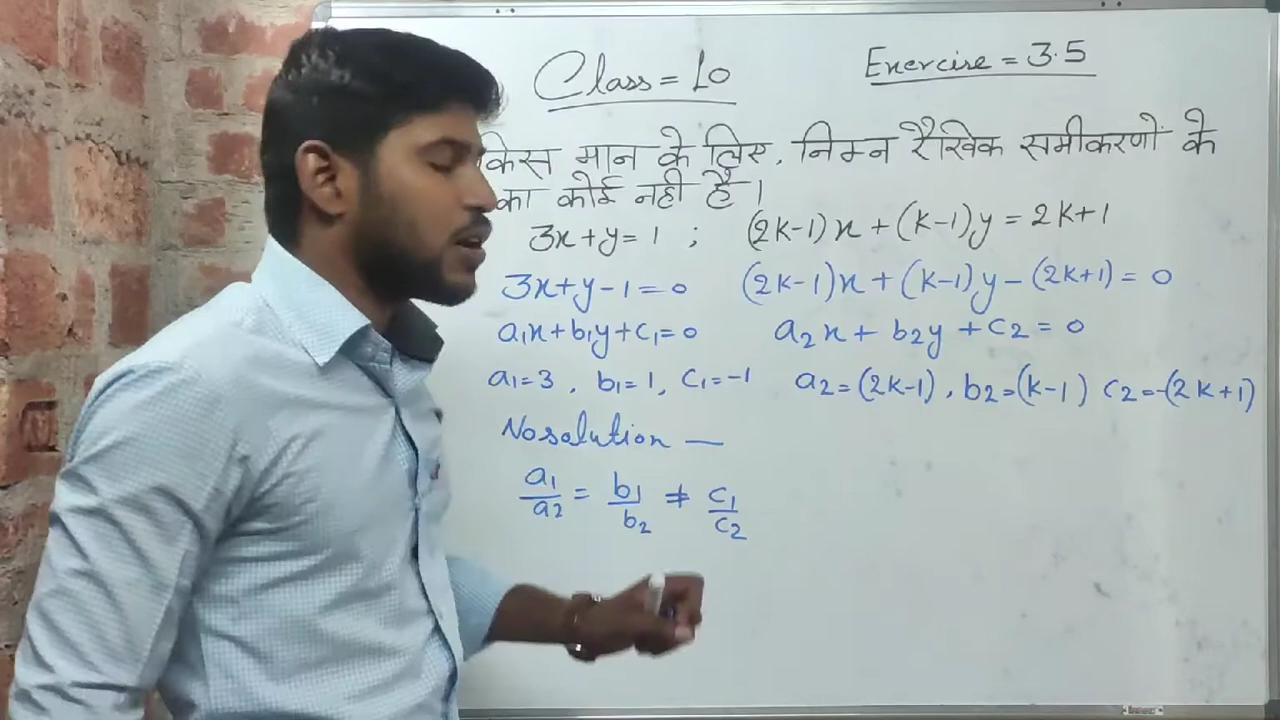 Class = 10
Exercise = 3.5
किस मान के लिए, निम्न रैखिक समीकरणों के
का कोई नही है।
3x+y=1 ; (2k-1)x + (k-1)y = 2k+1
3x+y-1=0 (2k-1)x + (k-1)y - (2k+1) = 0
a₁x+b₁y+c₁=0 a₂x + b₂y + c₂ = 0
a₁=3, b₁=1, c₁=-1 a₂=(2k-1), b₂=(k-1) c₂=-(2k+1)
No solution —
a₁/a₂ = b₁/b₂ ≠ c₁/c₂